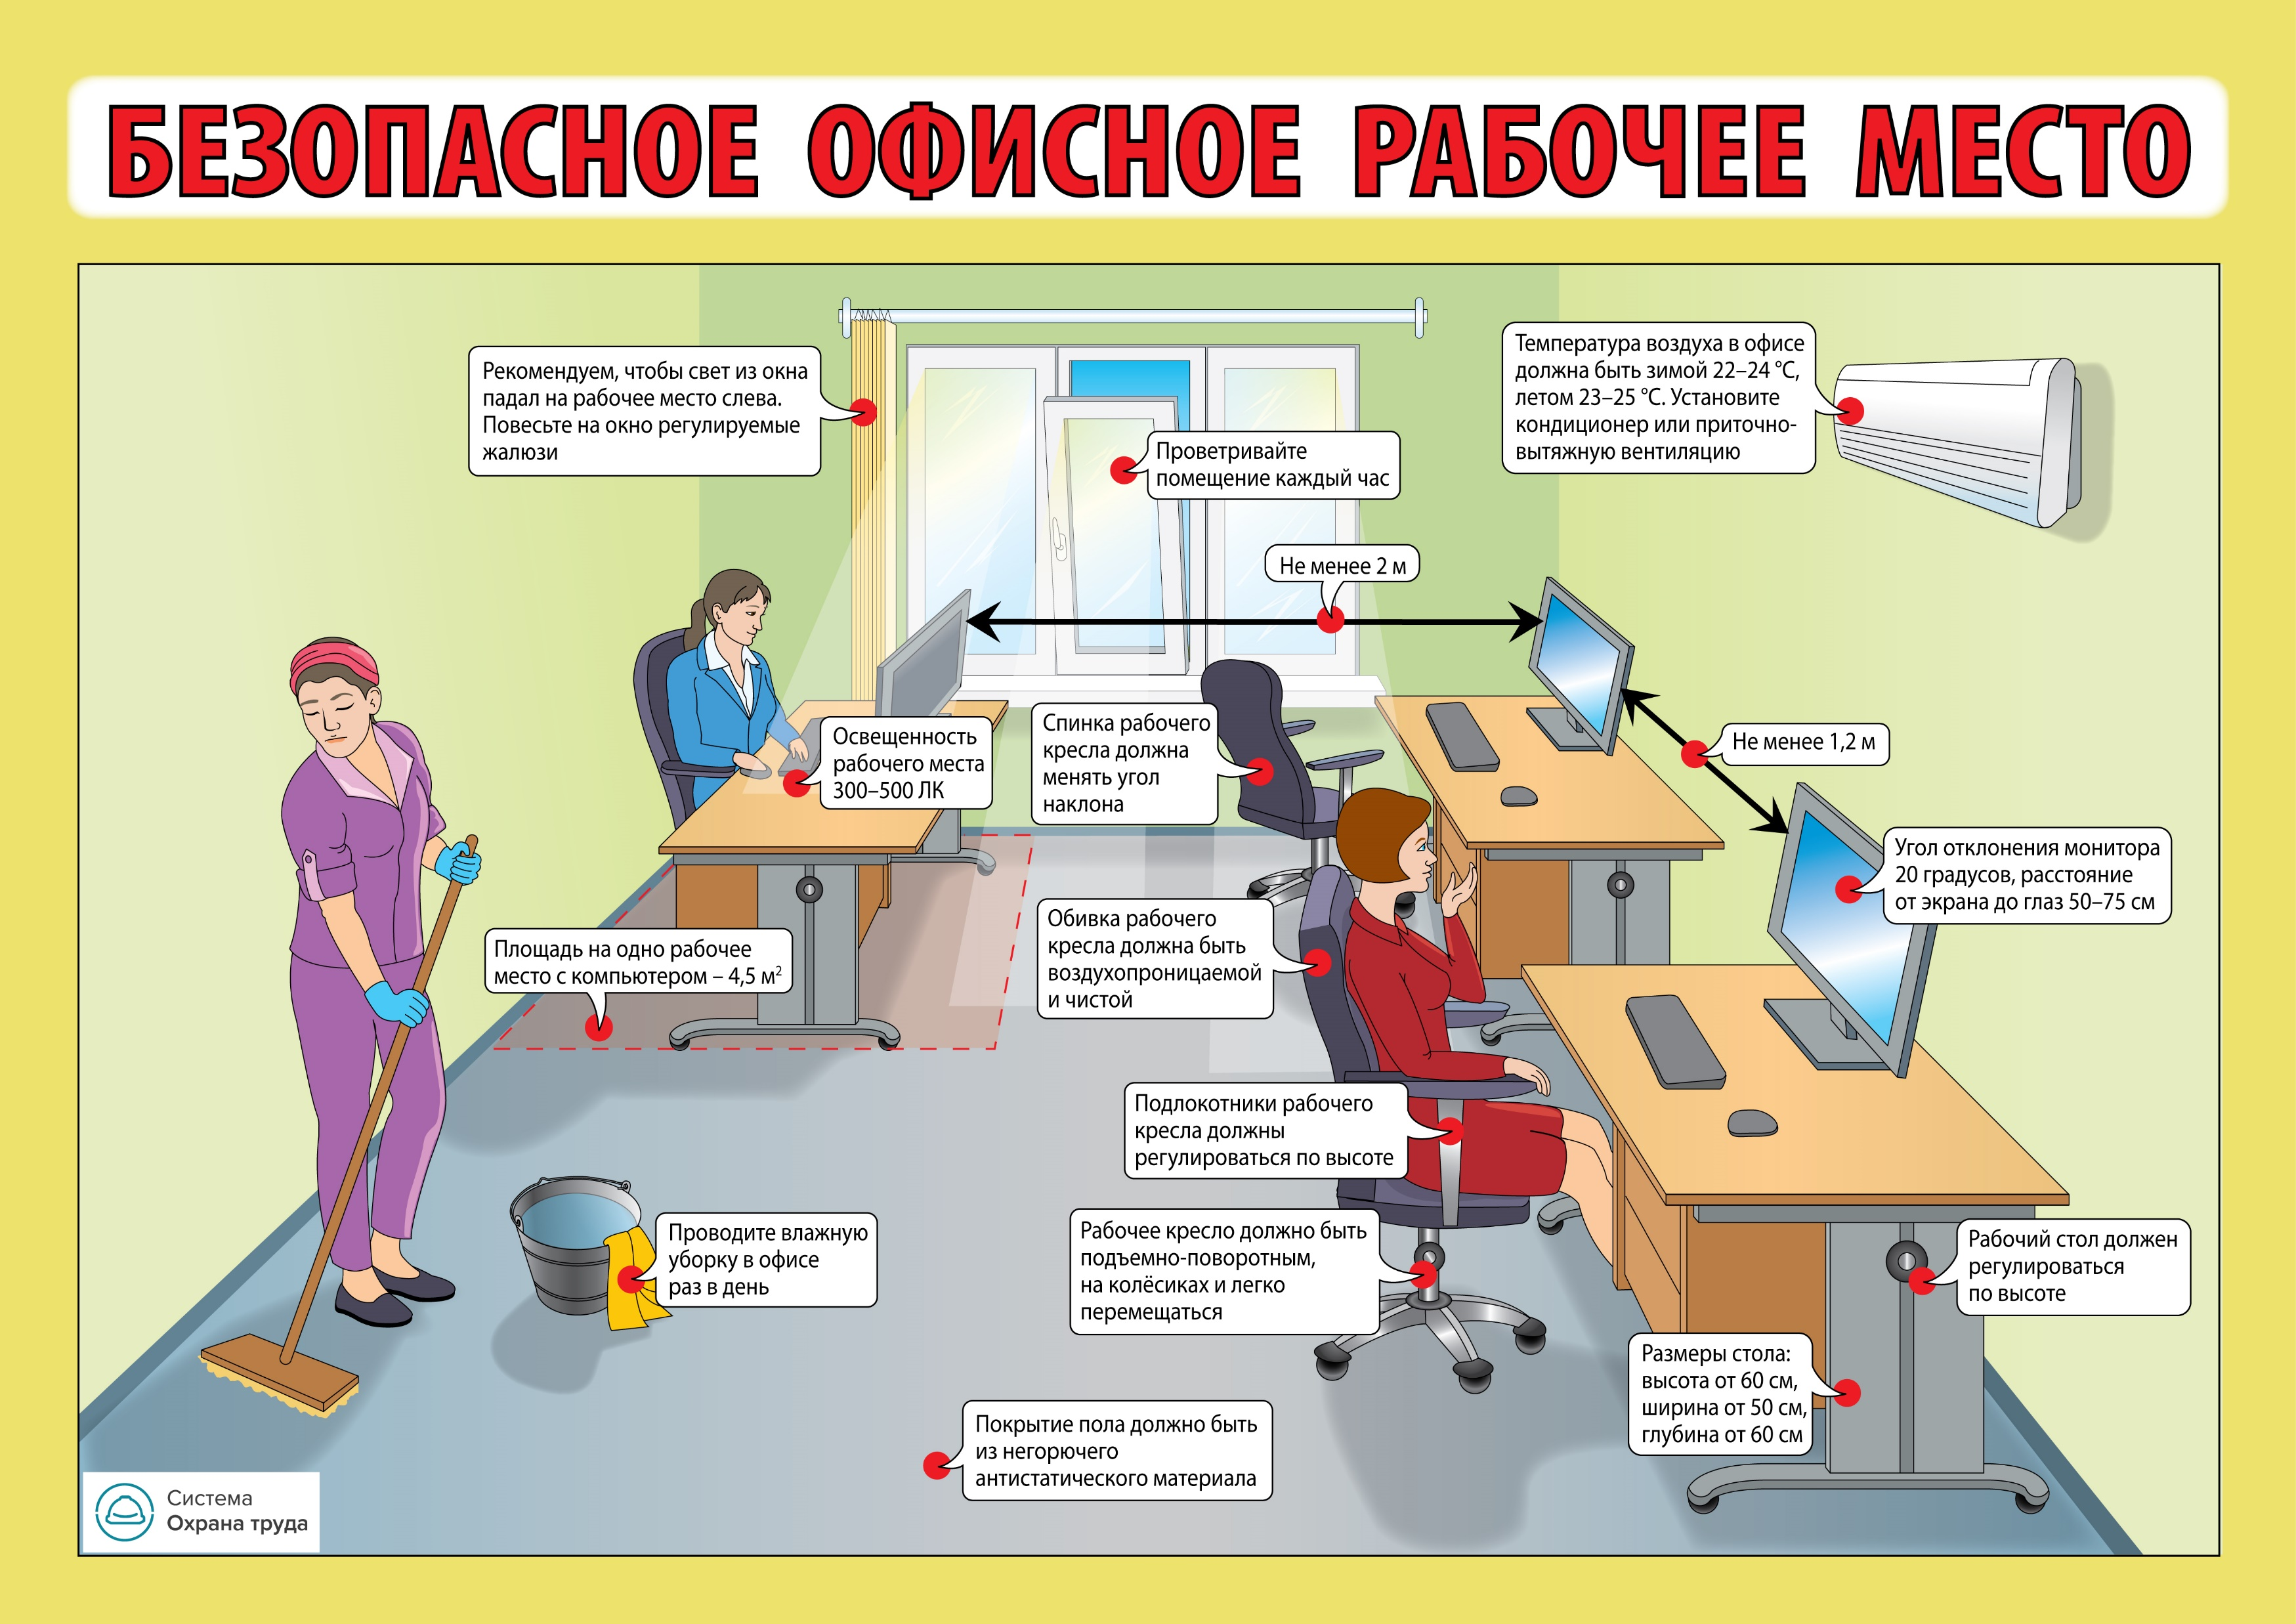 БЕЗОПАСНОЕ ОФИСНОЕ РАБОЧЕЕ МЕСТО
Рекомендуем, чтобы свет из окна
падал на рабочее место слева.
Повесьте на окно регулируемые
жалюзи
Проветривайте
помещение каждый час
Температура воздуха в офисе
должна быть зимой 22–24 °С,
летом 23–25 °С. Установите
кондиционер или приточно-
вытяжную вентиляцию
Не менее 2 м
Освещенность
рабочего места
300–500 ЛК
Спинка рабочего
кресла должна
менять угол
наклона
Не менее 1,2 м
Угол отклонения монитора
20 градусов, расстояние
от экрана до глаз 50–75 см
Площадь на одно рабочее
место с компьютером – 4,5 м²
Обивка рабочего
кресла должна быть
воздухопроницаемой
и чистой
Подлокотники рабочего
кресла должны
регулироваться по высоте
Проводите влажную
уборку в офисе
раз в день
Рабочее кресло должно быть
подъемно-поворотным,
на колёсиках и легко
перемещаться
Рабочий стол должен
регулироваться
по высоте
Размеры стола:
высота от 60 см,
ширина от 50 см,
глубина от 60 см
Покрытие пола должно быть
из негорючего
антистатического материала
Система
Охрана труда